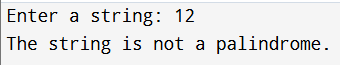 Enter a string: 12
The string is not a palindrome.